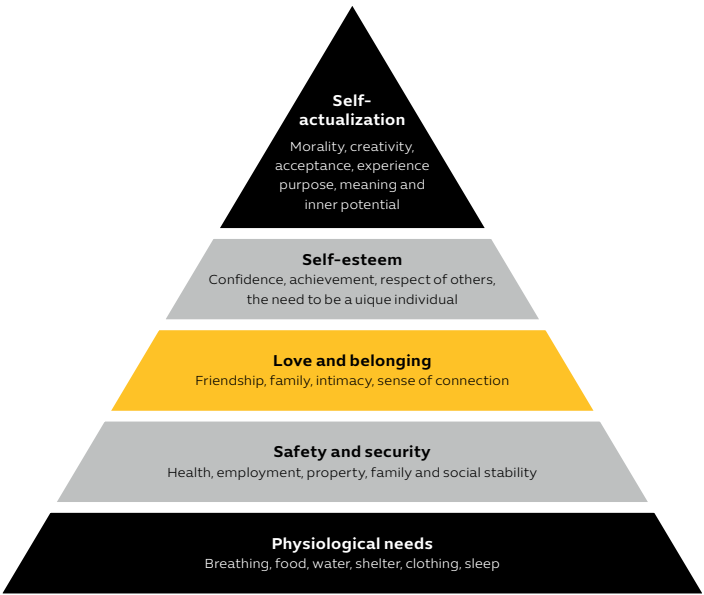 Self-
actualization
Morality, creativity,
acceptance, experience
purpose, meaning and
inner potential
Self-esteem
Confidence, achievement, respect of others,
the need to be a uique individual
Love and belonging
Friendship, family, intimacy, sense of connection
Safety and security
Health, employment, property, family and social stability
Physiological needs
Breathing, food, water, shelter, clothing, sleep